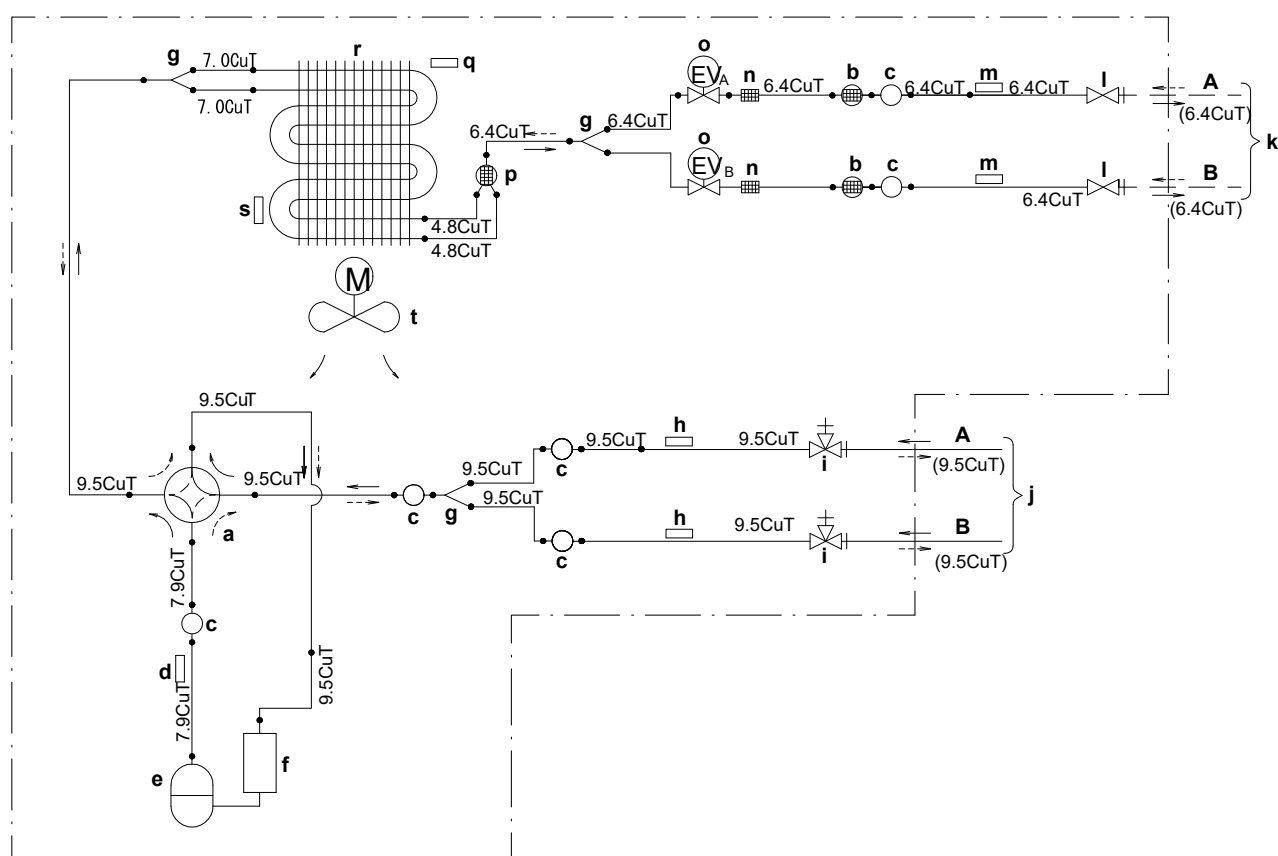 g
7.0CuT
7.0CuT
r
q
s
4.8CuT
4.8CuT
p
6.4CuT
g
6.4CuT
o
EVA
n
6.4CuT
b
c
6.4CuT
m
6.4CuT
l
A
(6.4CuT)
k
o
EVB
n
b
c
m
6.4CuT
l
B
(6.4CuT)
M
t
9.5CuT
9.5CuT
9.5CuT
a
c
g
9.5CuT
9.5CuT
c
9.5CuT
h
9.5CuT
i
A
(9.5CuT)
j
c
h
9.5CuT
i
B
(9.5CuT)
7.9CuT
c
d
7.9CuT
9.5CuT
e
f